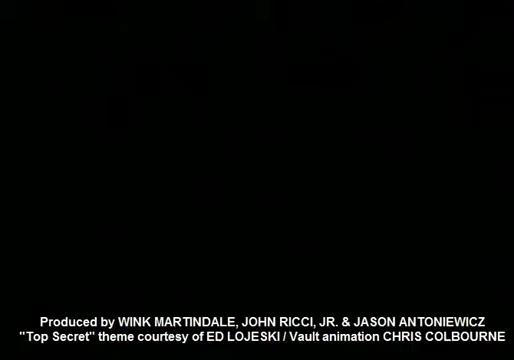 Produced by WINK MARTINDALE, JOHN RICCI, JR. & JASON ANTONIEWICZ
"Top Secret" theme courtesy of ED LOJESKI / Vault animation CHRIS COLBOURNE